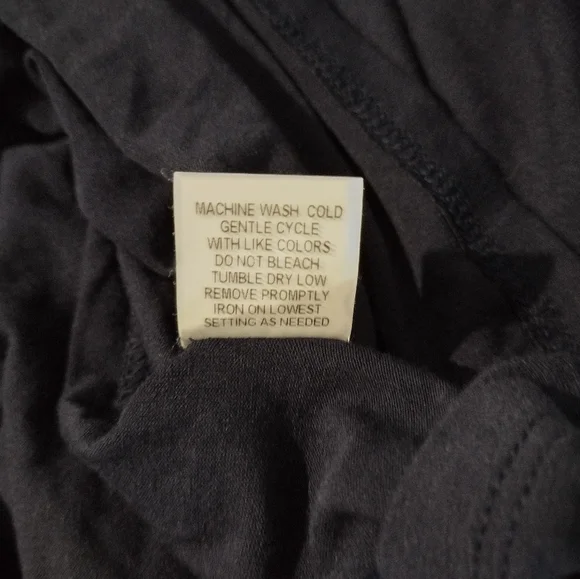 MACHINE WASH COLD
GENTLE CYCLE
WITH LIKE COLORS
DO NOT BLEACH
TUMBLE DRY LOW
REMOVE PROMPTLY
IRON ON LOWEST
SETTING AS NEEDED